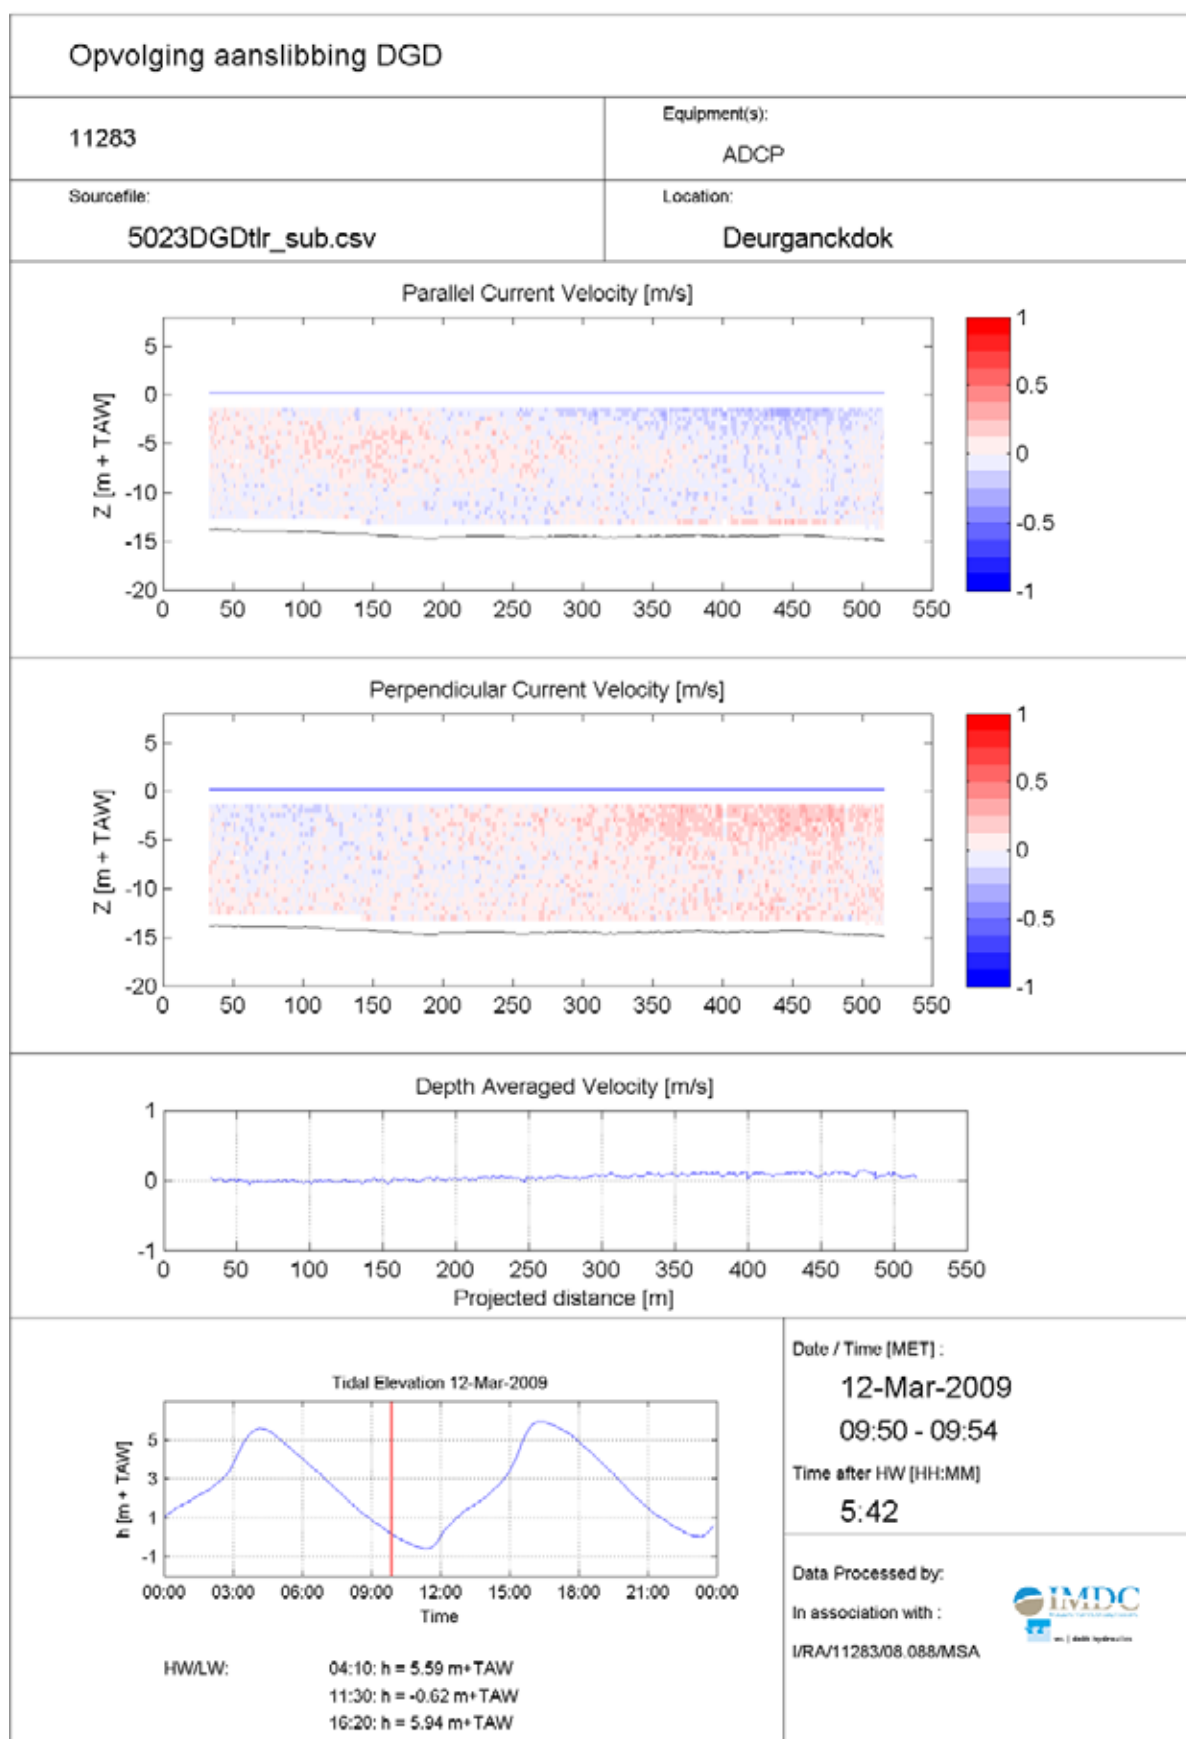 Opvolging aanslibbing DGD
11283
Equipment(s):
ADCP
Sourcefile:
5023DGDtlr_sub.csv
Location:
Deurganckdok
Parallel Current Velocity [m/s]
Z [m + TAW]
5
0
-5
-10
-15
-20
0 50 100 150 200 250 300 350 400 450 500 550
1
0.5
0
-0.5
-1
Perpendicular Current Velocity [m/s]
Z [m + TAW]
5
0
-5
-10
-15
-20
0 50 100 150 200 250 300 350 400 450 500 550
1
0.5
0
-0.5
-1
Depth Averaged Velocity [m/s]
1
0
-1
0 50 100 150 200 250 300 350 400 450 500 550
Projected distance [m]
Tidal Elevation 12-Mar-2009
h [m + TAW]
5
3
1
-1
00:00 03:00 06:00 09:00 12:00 15:00 18:00 21:00 00:00
Time
HW/LW:
04:10: h = 5.59 m+TAW
11:30: h = -0.62 m+TAW
16:20: h = 5.94 m+TAW
Date / Time [MET] :
12-Mar-2009
09:50 - 09:54
Time after HW [HH:MM]
5:42
Data Processed by:
IMDC
In association with :
wl | delft hydraulics
I/RA/11283/08.088/MSA